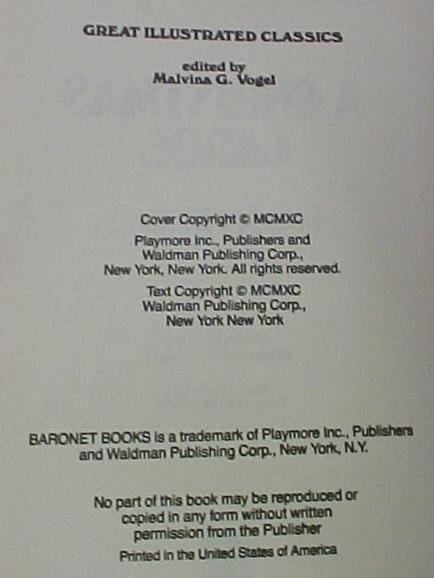 GREAT ILLUSTRATED CLASSICS
edited by
Malvina G. Vogel
Cover Copyright © MCMXC
Playmore Inc., Publishers and
Waldman Publishing Corp.,
New York, New York. All rights reserved.
Text Copyright © MCMXC
Waldman Publishing Corp.,
New York New York
BARONET BOOKS is a trademark of Playmore Inc., Publishers
and Waldman Publishing Corp., New York, N.Y.
No part of this book may be reproduced or
copied in any form without written
permission from the Publisher
Printed in the United States of America